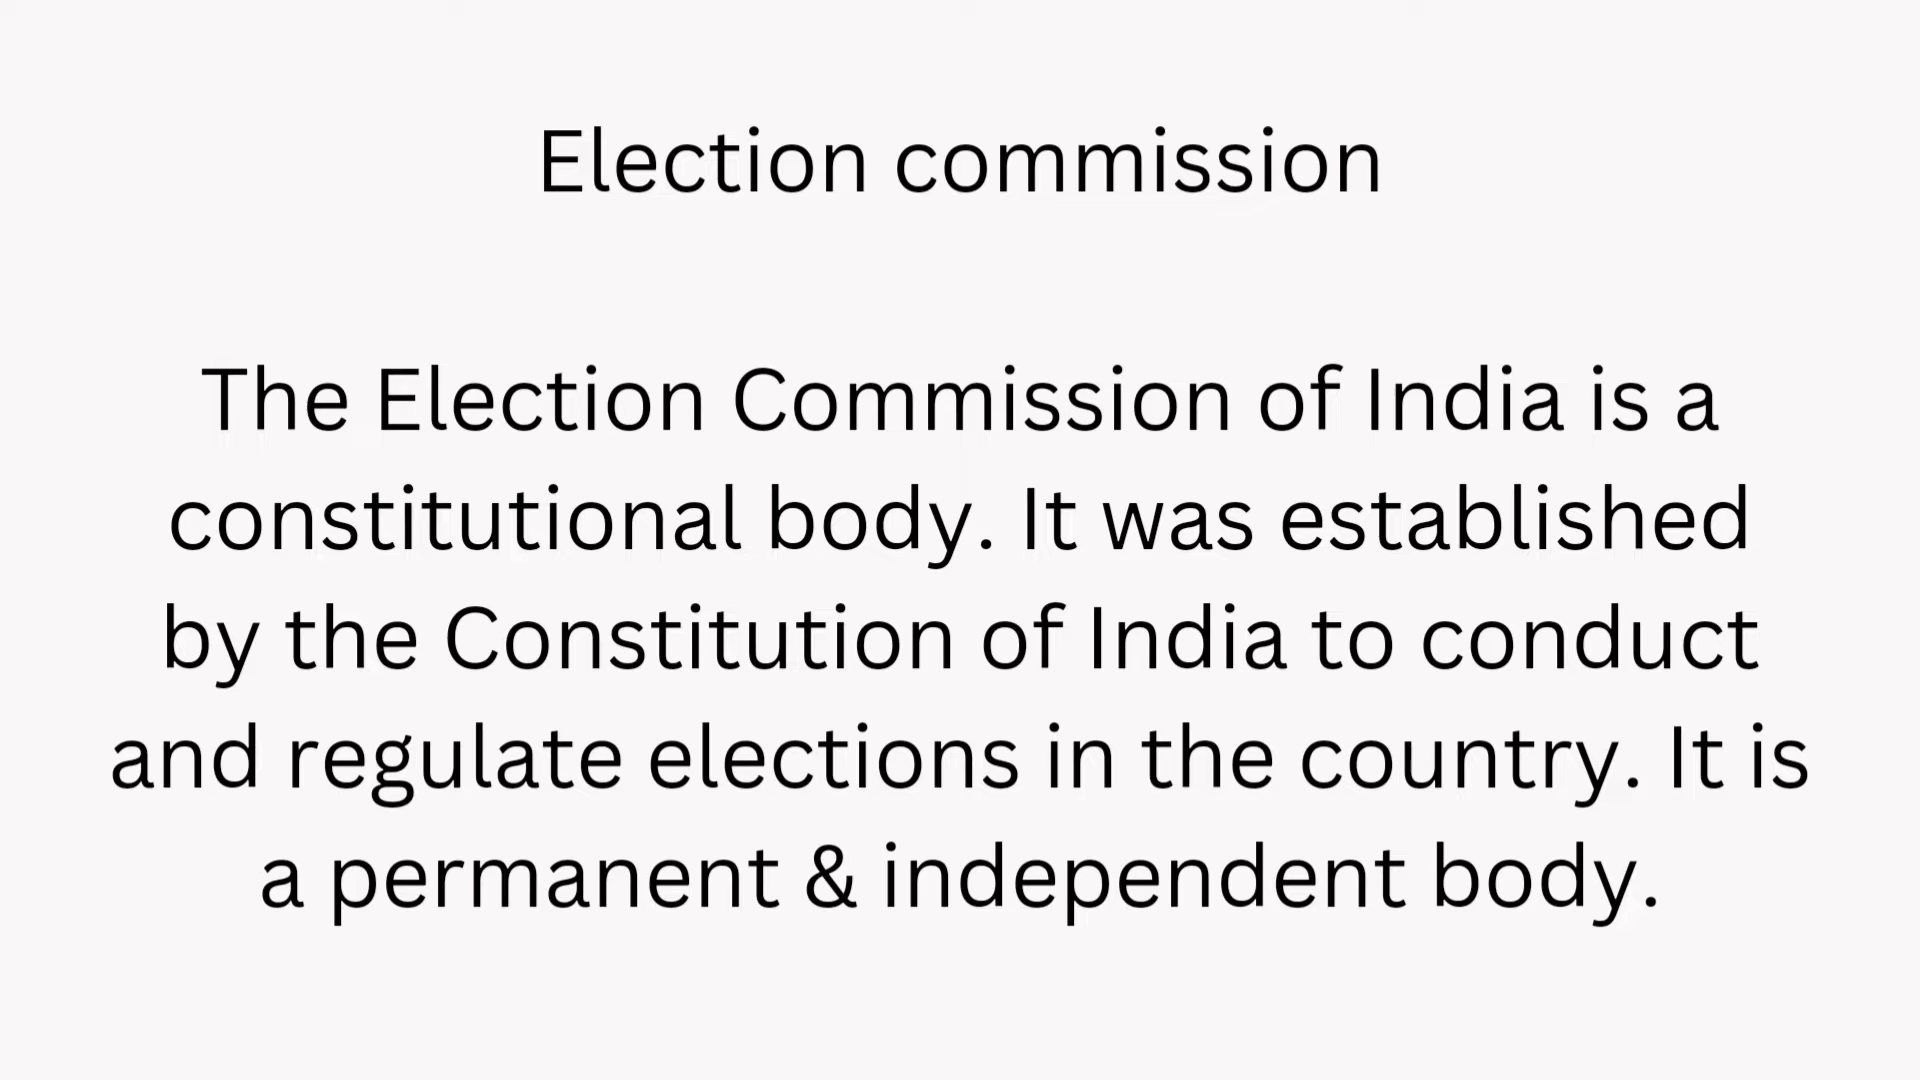 Election commission
The Election Commission of India is a
constitutional body. It was established
by the Constitution of India to conduct
and regulate elections in the country. It is
a permanent & independent body.